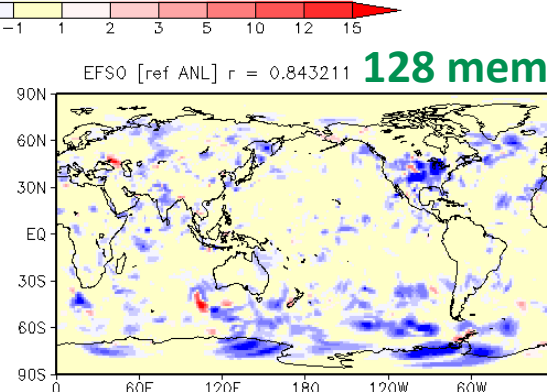 −1 1 2 3 5 10 12 15
EFSO [ref ANL] r = 0.843211 128 mem
90N
60N
30N
EQ
30S
60S
90S
0 60E 120E 180 120W 60W